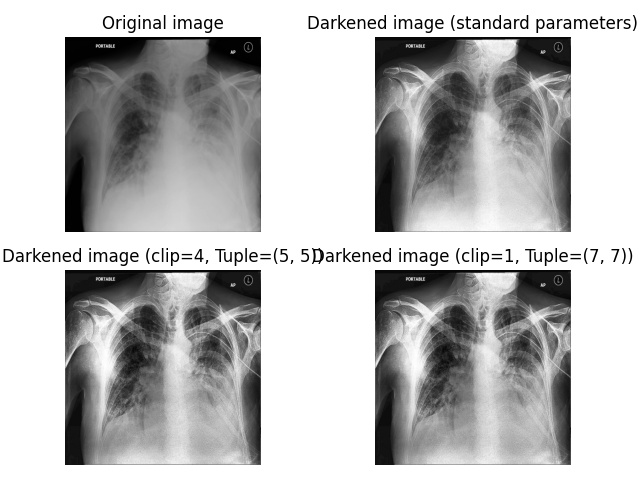 Original image
Darkened image (standard parameters)
PORTABLE
AP
L
PORTABLE
AP
L
Darkened image (clip=4, Tuple=(5, 5))
Darkened image (clip=1, Tuple=(7, 7))
PORTABLE
AP
L
PORTABLE
AP
L